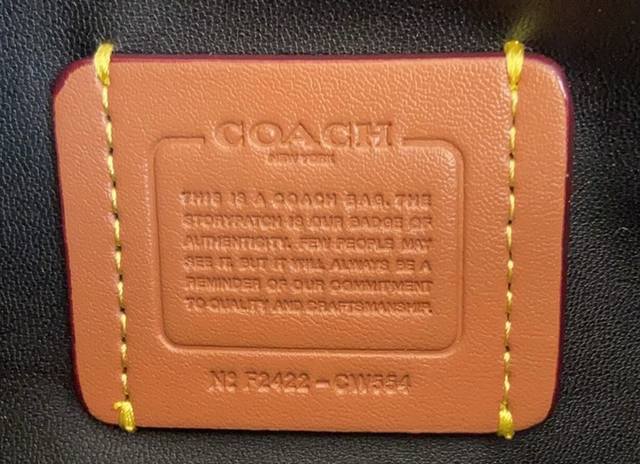 COACH
NEW YORK
THIS IS A COACH BAG. THE
STORYPATCH IS OUR BADGE OF
AUTHENTICITY. FEW PEOPLE MAY
SEE IT, BUT IT WILL ALWAYS BE A
REMINDER OF OUR COMMITMENT
TO QUALITY AND CRAFTSMANSHIP.
Nº F2422-CW554